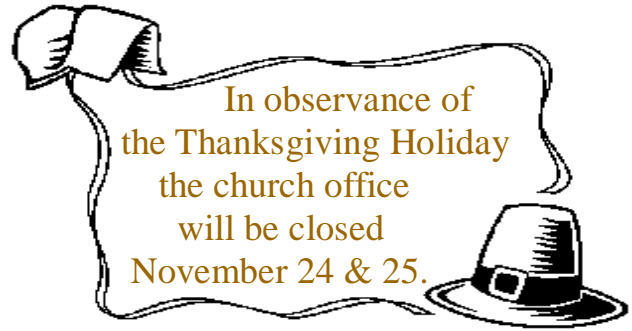 In observance of
the Thanksgiving Holiday
the church office
will be closed
November 24 & 25.